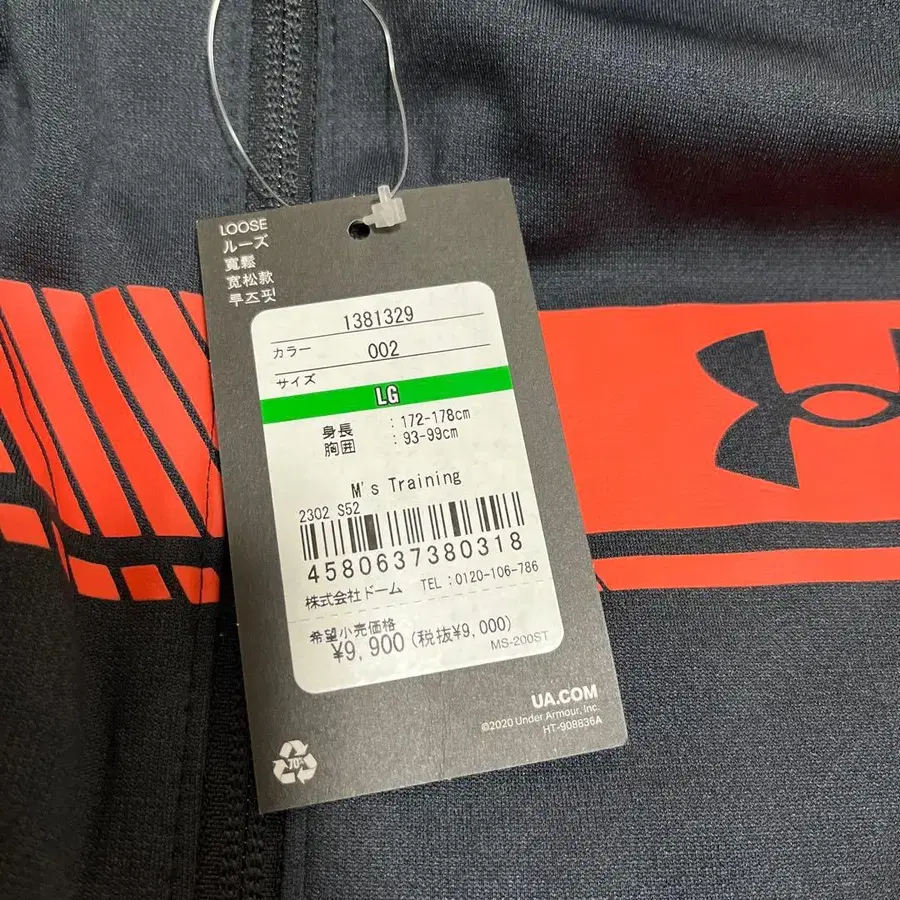 LOOSE
ルーズ
寬鬆
宽松款
루즈핏
1381329
カラー 002
サイズ
LG
身長 : 172-178cm
胸囲 : 93-99cm
M's Training
2302 S52
4580637380318
株式会社ドーム TEL : 0120-106-786
希望小売価格
¥9,900 (税抜¥9,000)
MS-200ST
UA.COM
©2020 Under Armour, Inc.
HT-908836A
70%